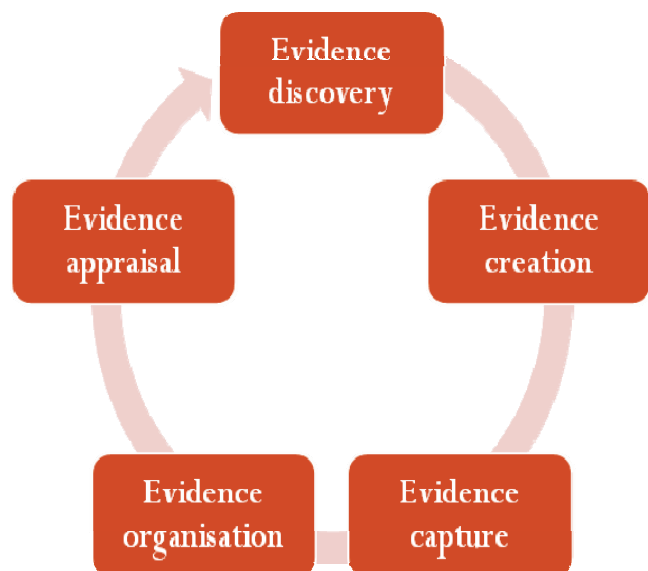 Evidence
discovery
Evidence
creation
Evidence
capture
Evidence
organisation
Evidence
appraisal